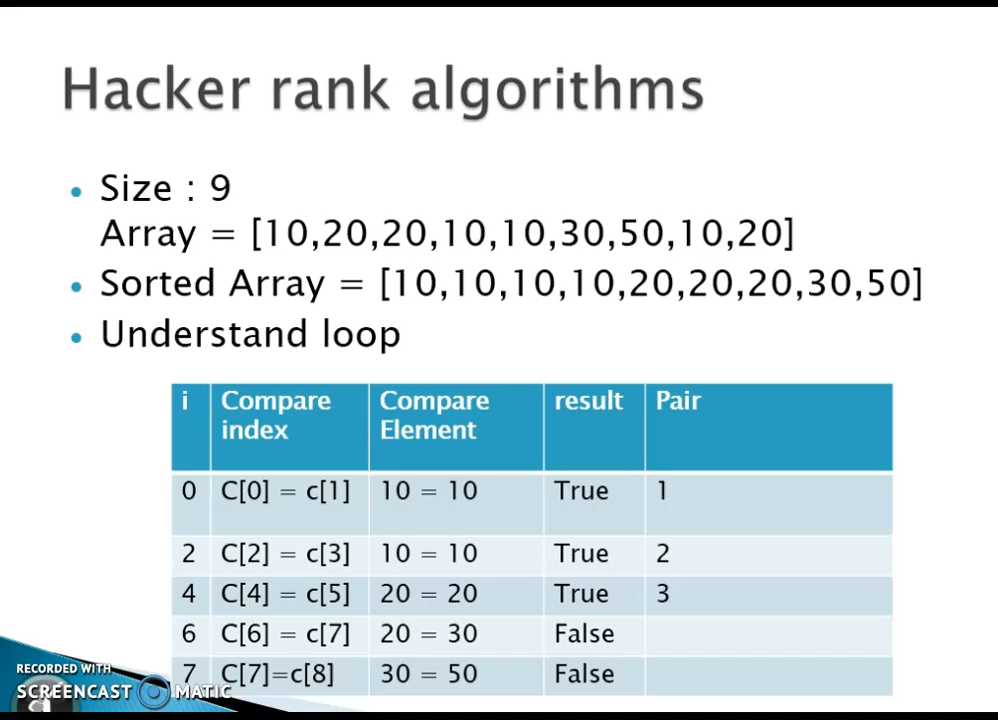 Hacker rank algorithms
• Size : 9
Array = [10,20,20,10,10,30,50,10,20]
• Sorted Array = [10,10,10,10,20,20,20,30,50]
• Understand loop
i Compare index Compare Element result Pair
0 C[0] = c[1] 10 = 10 True 1
2 C[2] = c[3] 10 = 10 True 2
4 C[4] = c[5] 20 = 20 True 3
6 C[6] = c[7] 20 = 30 False
7 C[7]=c[8] 30 = 50 False
RECORDED WITH
SCREENCAST MATIC